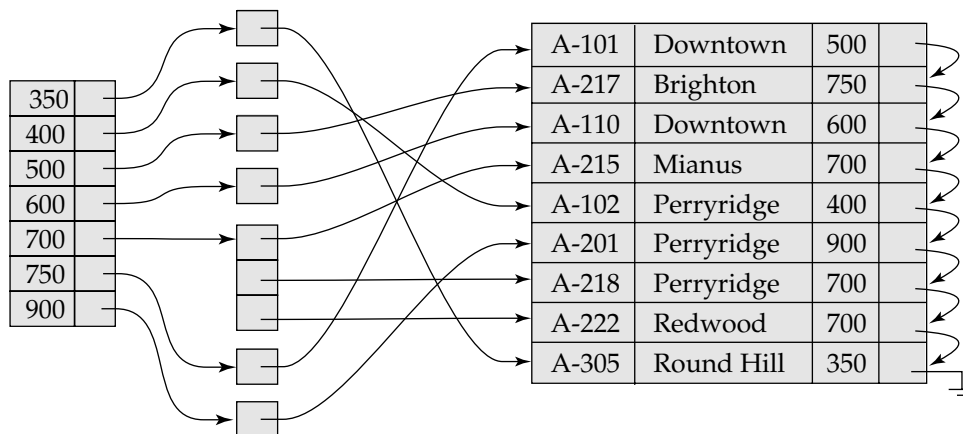 350
400
500
600
700
750
900
A-101 Downtown 500
A-217 Brighton 750
A-110 Downtown 600
A-215 Mianus 700
A-102 Perryridge 400
A-201 Perryridge 900
A-218 Perryridge 700
A-222 Redwood 700
A-305 Round Hill 350